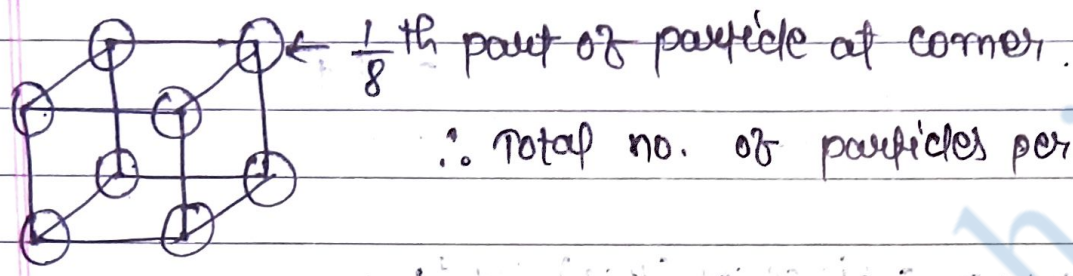 ← 1/8 th part of particle at corner.
∴ Total no. of particles per